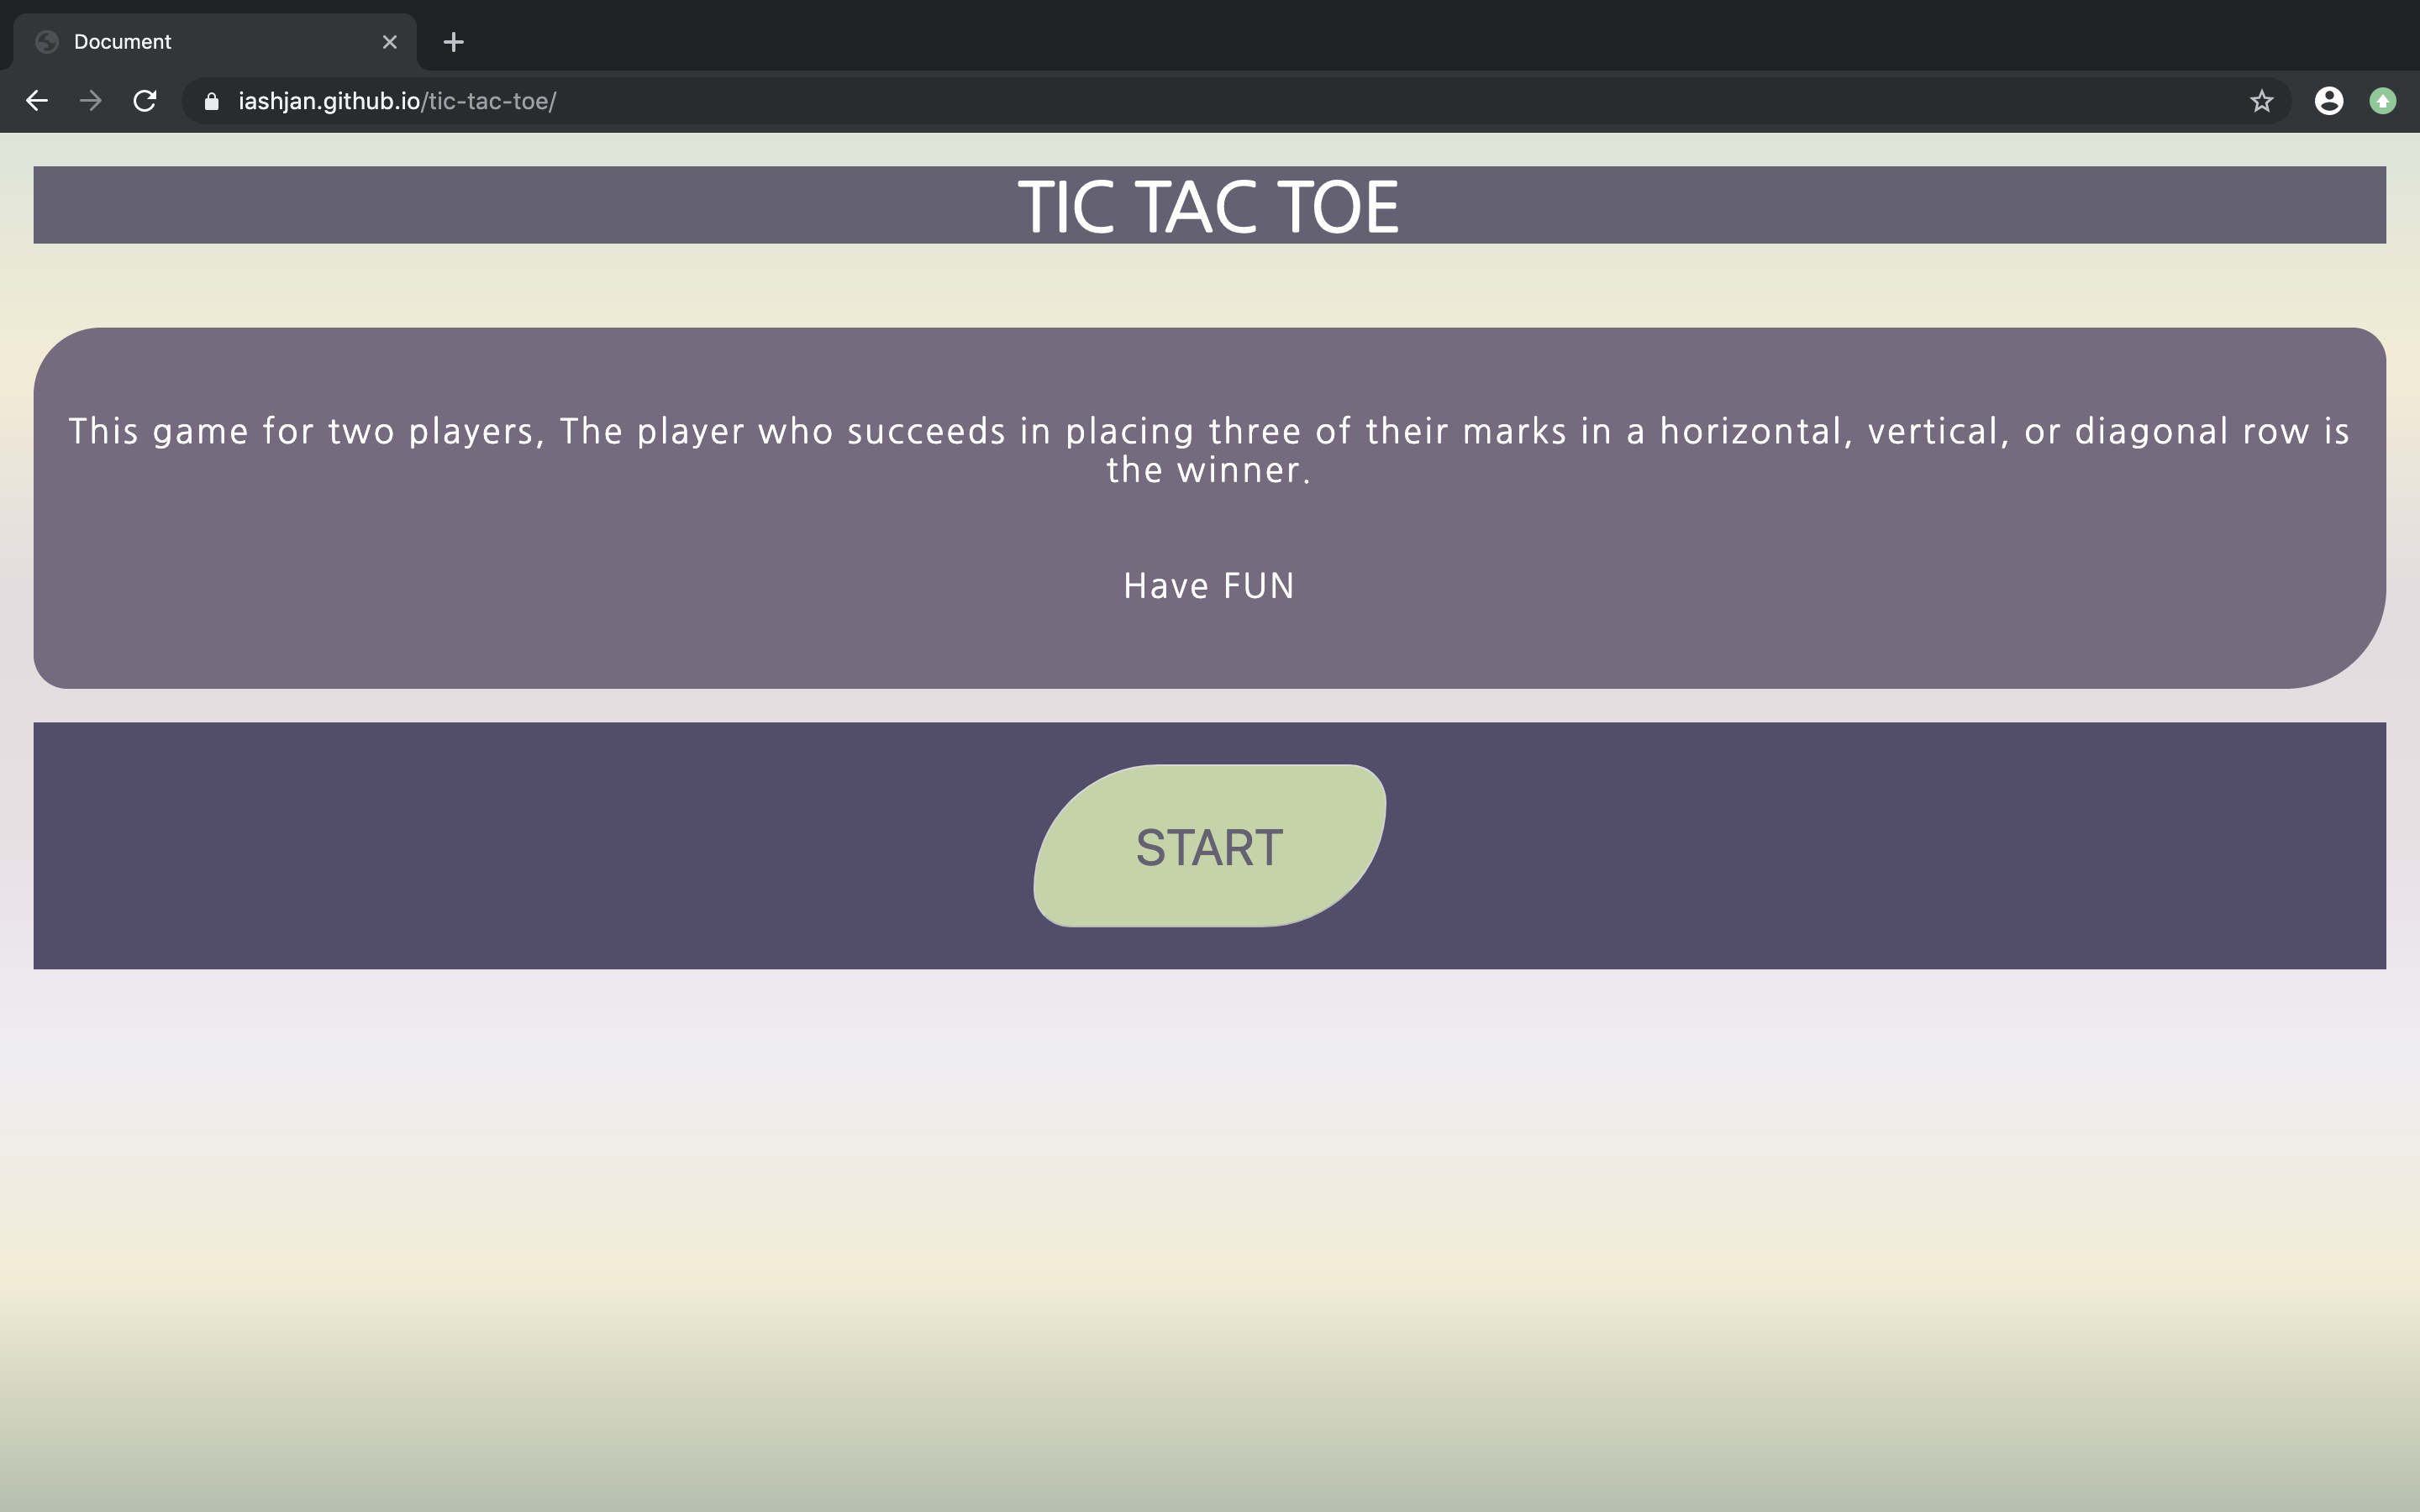 Document
iashjan.github.io/tic-tac-toe/
TIC TAC TOE
This game for two players, The player who succeeds in placing three of their marks in a horizontal, vertical, or diagonal row is
the winner.
Have FUN
START